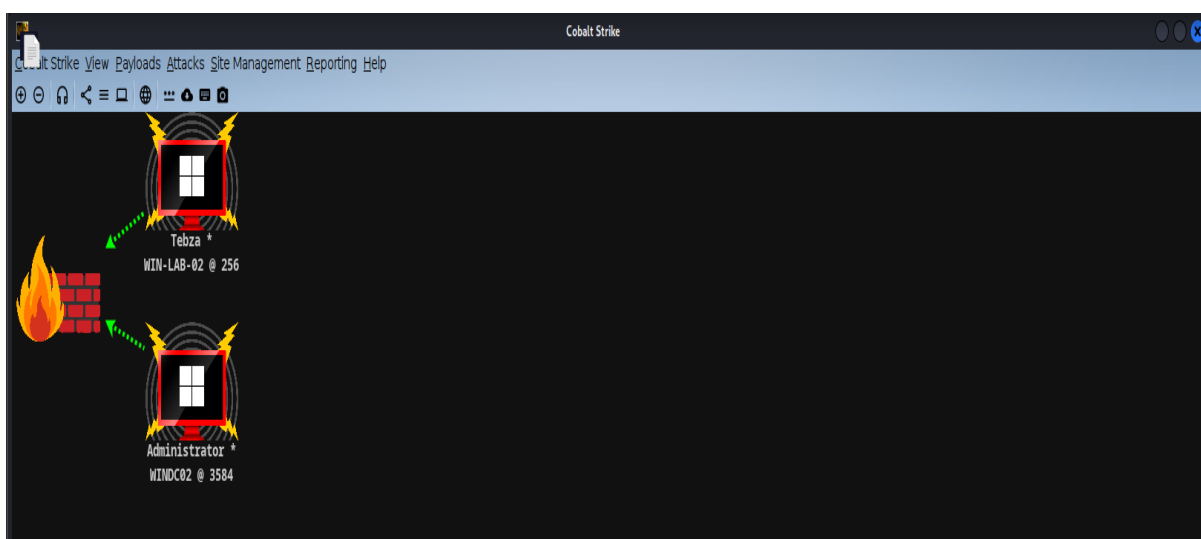 Cobalt Strike
Cobalt Strike View Payloads Attacks Site Management Reporting Help
Tebza *
WIN-LAB-02 @ 256
Administrator *
WINDC02 @ 3584